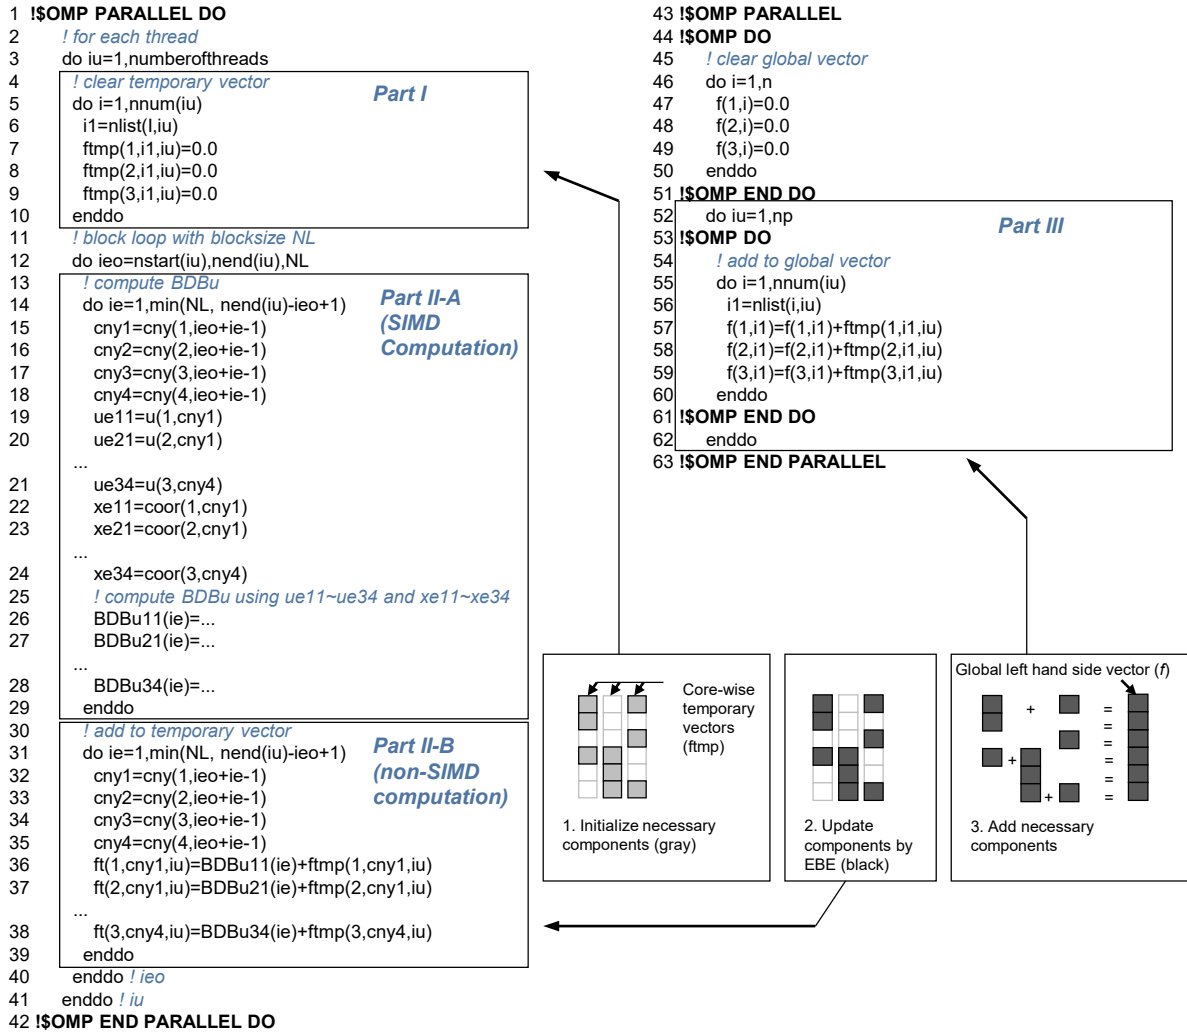 1 !$OMP PARALLEL DO
2 ! for each thread
3 do iu=1,numberofthreads
4 ! clear temporary vector
Part I
5 do i=1,nnum(iu)
6 i1=nlist(I,iu)
7 ftmp(1,i1,iu)=0.0
8 ftmp(2,i1,iu)=0.0
9 ftmp(3,i1,iu)=0.0
10 enddo
11 ! block loop with blocksize NL
12 do ieo=nstart(iu),nend(iu),NL
13 ! compute BDBu
Part II-A
(SIMD
Computation)
14 do ie=1,min(NL, nend(iu)-ieo+1)
15 cny1=cny(1,ieo+ie-1)
16 cny2=cny(2,ieo+ie-1)
17 cny3=cny(3,ieo+ie-1)
18 cny4=cny(4,ieo+ie-1)
19 ue11=u(1,cny1)
20 ue21=u(2,cny1)
...
21 ue34=u(3,cny4)
22 xe11=coor(1,cny1)
23 xe21=coor(2,cny1)
...
24 xe34=coor(3,cny4)
25 ! compute BDBu using ue11~ue34 and xe11~xe34
26 BDBu11(ie)=...
27 BDBu21(ie)=...
...
28 BDBu34(ie)=...
29 enddo
30 ! add to temporary vector
Part II-B
(non-SIMD
computation)
31 do ie=1,min(NL, nend(iu)-ieo+1)
32 cny1=cny(1,ieo+ie-1)
33 cny2=cny(2,ieo+ie-1)
34 cny3=cny(3,ieo+ie-1)
35 cny4=cny(4,ieo+ie-1)
36 ft(1,cny1,iu)=BDBu11(ie)+ftmp(1,cny1,iu)
37 ft(2,cny1,iu)=BDBu21(ie)+ftmp(2,cny1,iu)
...
38 ft(3,cny4,iu)=BDBu34(ie)+ftmp(3,cny4,iu)
39 enddo
40 enddo ! ieo
41 enddo ! iu
42 !$OMP END PARALLEL DO
43 !$OMP PARALLEL
44 !$OMP DO
45 ! clear global vector
46 do i=1,n
47 f(1,i)=0.0
48 f(2,i)=0.0
49 f(3,i)=0.0
50 enddo
51 !$OMP END DO
52 do iu=1,np
Part III
53 !$OMP DO
54 ! add to global vector
55 do i=1,nnum(iu)
56 i1=nlist(i,iu)
57 f(1,i1)=f(1,i1)+ftmp(1,i1,iu)
58 f(2,i1)=f(2,i1)+ftmp(2,i1,iu)
59 f(3,i1)=f(3,i1)+ftmp(3,i1,iu)
60 enddo
61 !$OMP END DO
62 enddo
63 !$OMP END PARALLEL
Core-wise
temporary
vectors
(ftmp)
1. Initialize necessary
components (gray)
2. Update
components by
EBE (black)
Global left hand side vector (f)
+ =
=
=
+ =
=
+ =
3. Add necessary
components